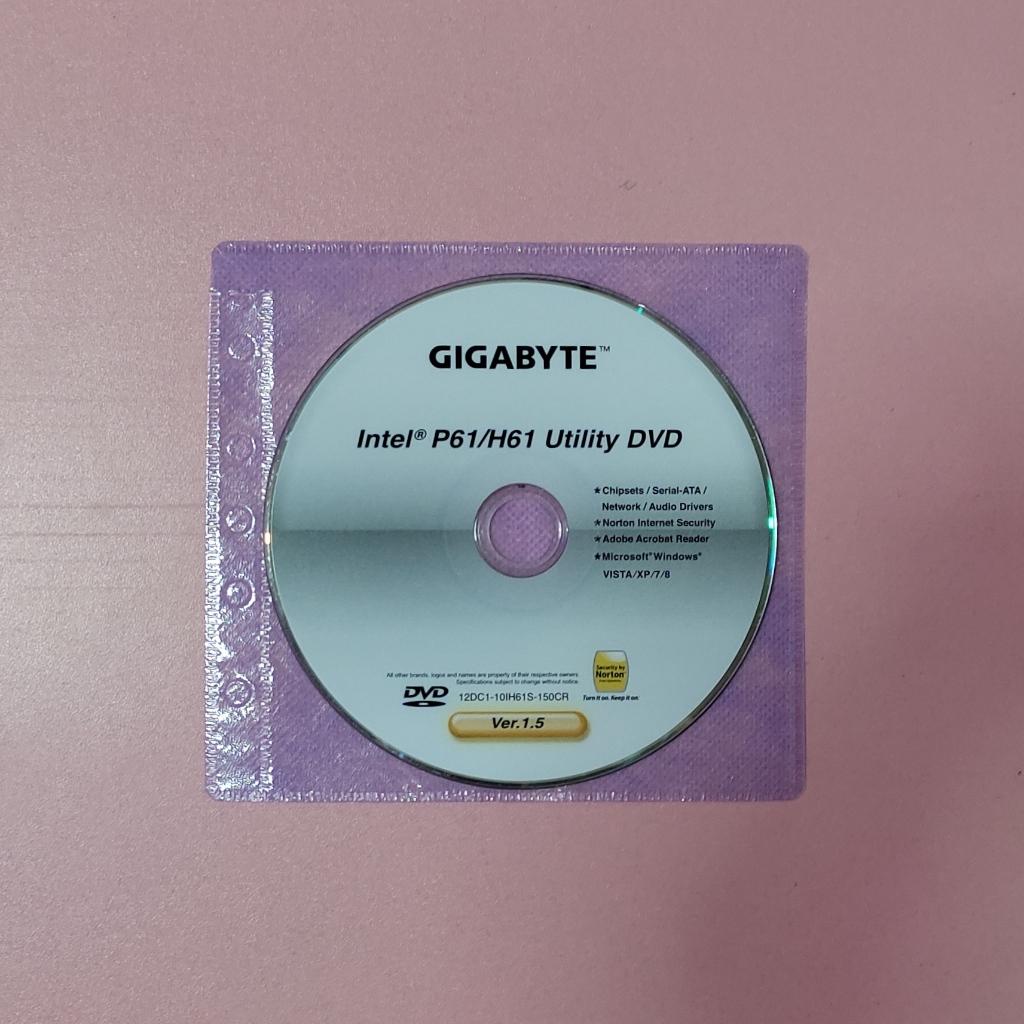 GIGABYTE™
Intel® P61/H61 Utility DVD
★Chipsets / Serial-ATA /
Network / Audio Drivers
★Norton Internet Security
★Adobe Acrobat Reader
★Microsoft®Windows®
VISTA/XP/7/8
All other brands, logos and names are property of their respective owners.
Specifications subject to change without notice.
Security by
Norton™
DVD 12DC1-10IH61S-150CR
Turn it on. Keep it on.
Ver.1.5